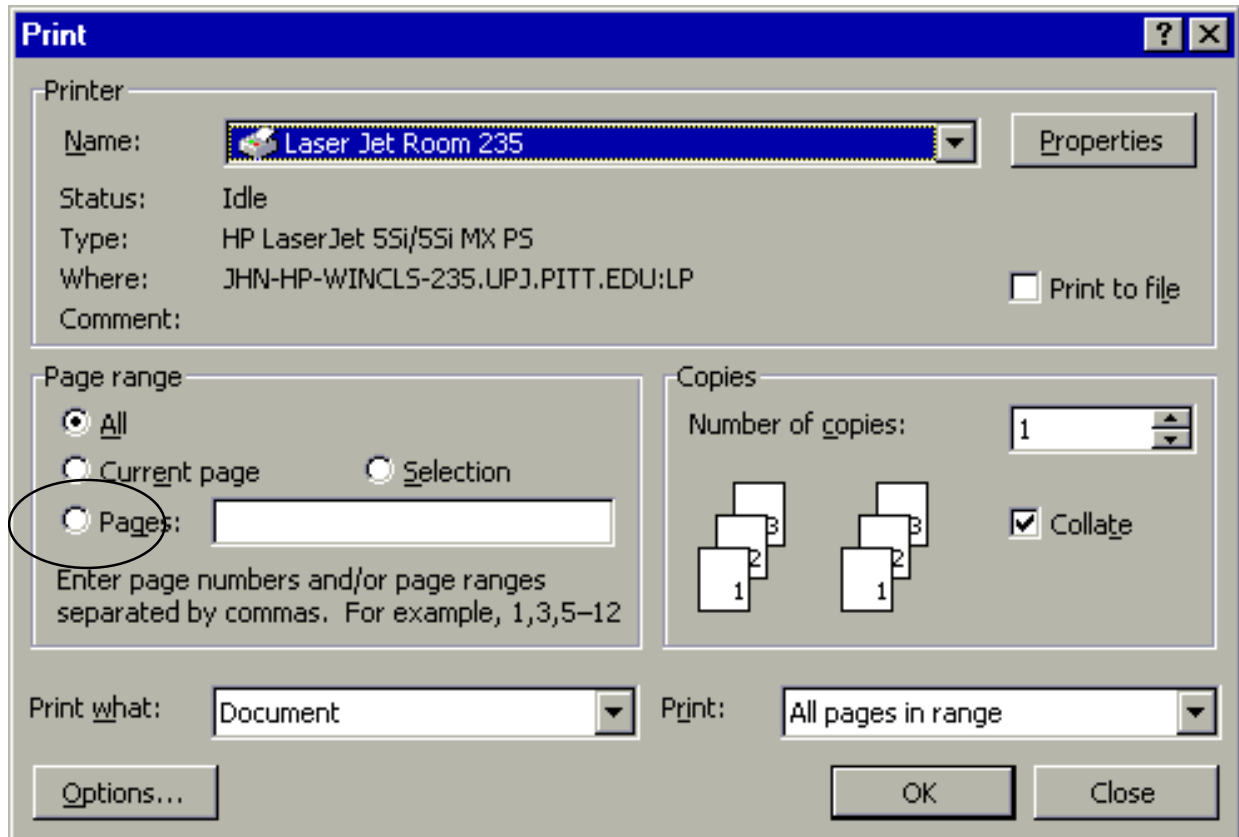 Print
Printer
Name: Laser Jet Room 235 Properties
Status: Idle
Type: HP LaserJet 5Si/5Si MX PS
Where: JHN-HP-WINCLS-235.UPJ.PITT.EDU:LP
Print to file
Comment:
Page range
All
Current page Selection
Pages:
Enter page numbers and/or page ranges
separated by commas. For example, 1,3,5–12
Copies
Number of copies: 1
3 3
2 2
1 1
Collate
Print what: Document Print: All pages in range
Options... OK Close